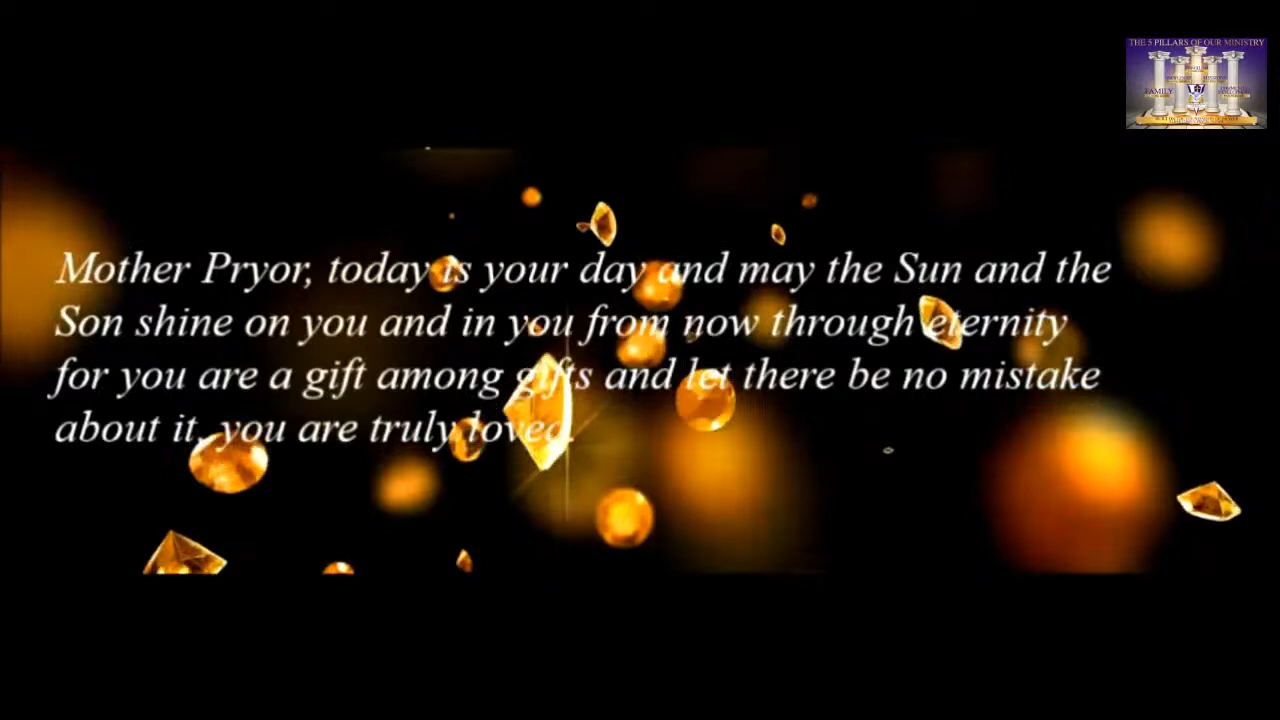 THE 5 PILLARS OF OUR MINISTRY
FAMILY
Mother Pryor, today is your day and may the Sun and the
Son shine on you and in you from now through eternity
for you are a gift among gifts and let there be no mistake
about it, you are truly loved.